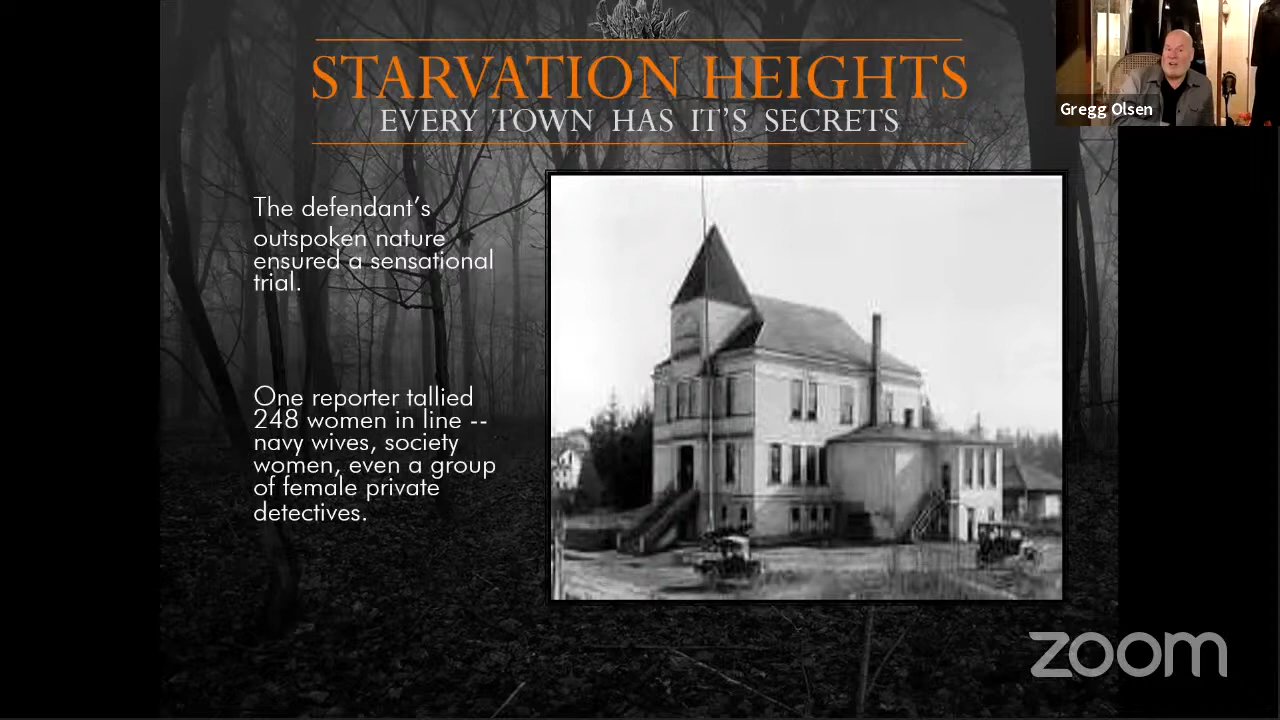 STARVATION HEIGHTS
EVERY TOWN HAS IT'S SECRETS
Gregg Olsen
The defendant's
outspoken nature
ensured a sensational
trial.
One reporter tallied
248 women in line --
navy wives, society
women, even a group
of female private
detectives.
zoom